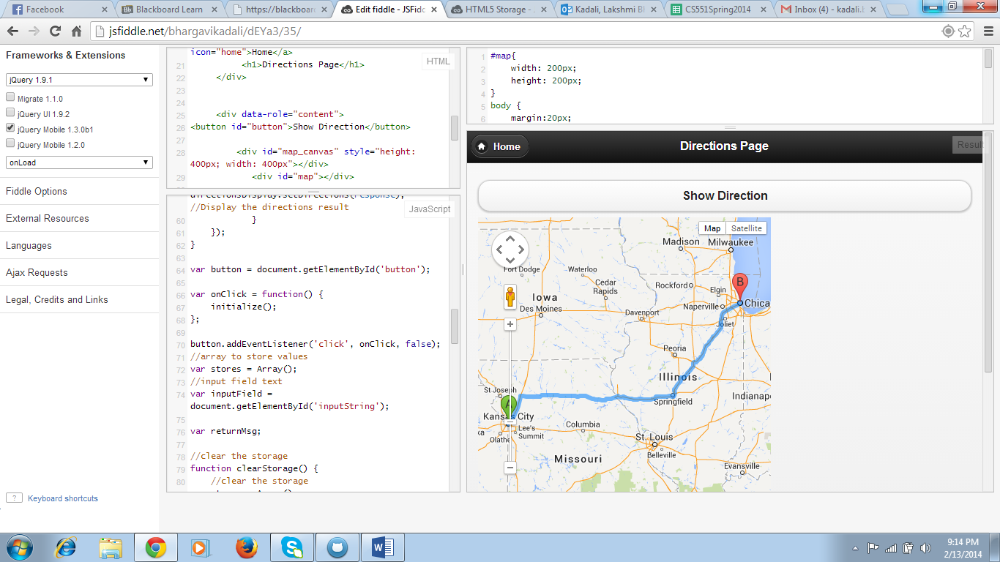 Facebook
Blackboard Learn
https://blackboar
Edit fiddle - JSFidd
HTML5 Storage -
Kadali, Lakshmi Bh
CS551Spring2014
Inbox (4) - kadali.b
jsfiddle.net/bhargavikadali/dEYa3/35/
Frameworks & Extensions
jQuery 1.9.1
Migrate 1.1.0
jQuery UI 1.9.2
jQuery Mobile 1.3.0b1
jQuery Mobile 1.2.0
onLoad
Fiddle Options
External Resources
Languages
Ajax Requests
Legal, Credits and Links
? Keyboard shortcuts
HTML
icon="home">Home</a>
21 <h1>Directions Page</h1>
22 </div>
23
24
25 <div data-role="content">
26 <button id="button">Show Direction</button>
27
28 <div id="map_canvas" style="height:
400px; width: 400px"></div>
29 <div id="map"></div>
JavaScript
directionsDisplay.setDirections(response);
//Display the directions result
60 }
61 });
62 }
63
64 var button = document.getElementById('button');
65
66 var onClick = function() {
67 initialize();
68 };
69
70 button.addEventListener('click', onClick, false);
71 //array to store values
72 var stores = Array();
73 //input field text
74 var inputField =
document.getElementById('inputString');
75
76 var returnMsg;
77
78 //clear the storage
79 function clearStorage() {
80 //clear the storage
1 #map{
2 width: 200px;
3 height: 200px;
4 }
5 body {
6 margin:20px;
Home
Directions Page
Result
Show Direction
Map
Satellite
Madison
Milwaukee
Fort Dodge
Waterloo
Rockford
Elgin
Cedar
Rapids
Iowa
Des Moines
Naperville
Chica
Davenport
Joliet
Peoria
Illinois
St Joseph
Springfield
Indianap
Kansas City
Columbia
Lee's
Summit
Olathe
St. Louis
Belleville
Missouri
Evansville
A
B
9:14 PM
2/13/2014